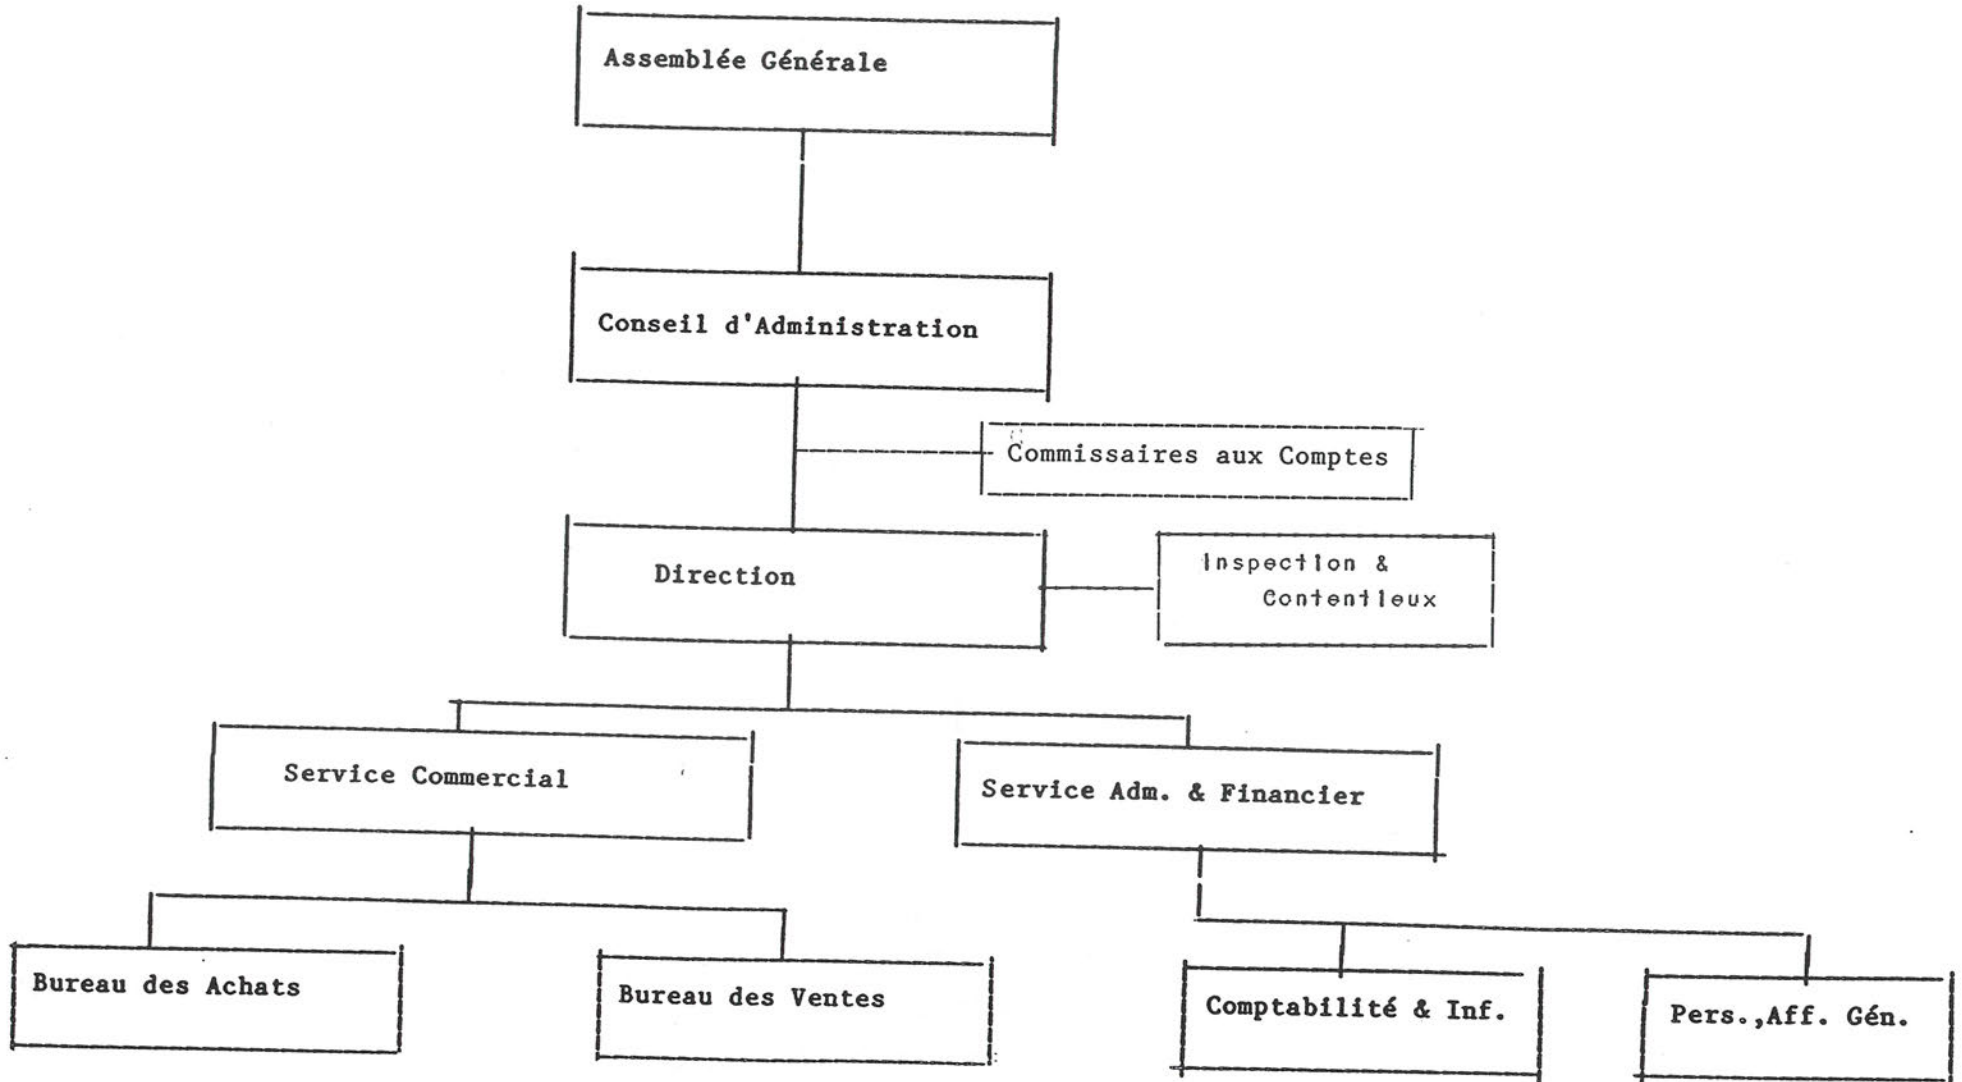 Assemblée Générale
Conseil d'Administration
Commissaires aux Comptes
Direction
Inspection &
Contentieux
Service Commercial
Service Adm. & Financier
Bureau des Achats
Bureau des Ventes
Comptabilité & Inf.
Pers.,Aff. Gén.